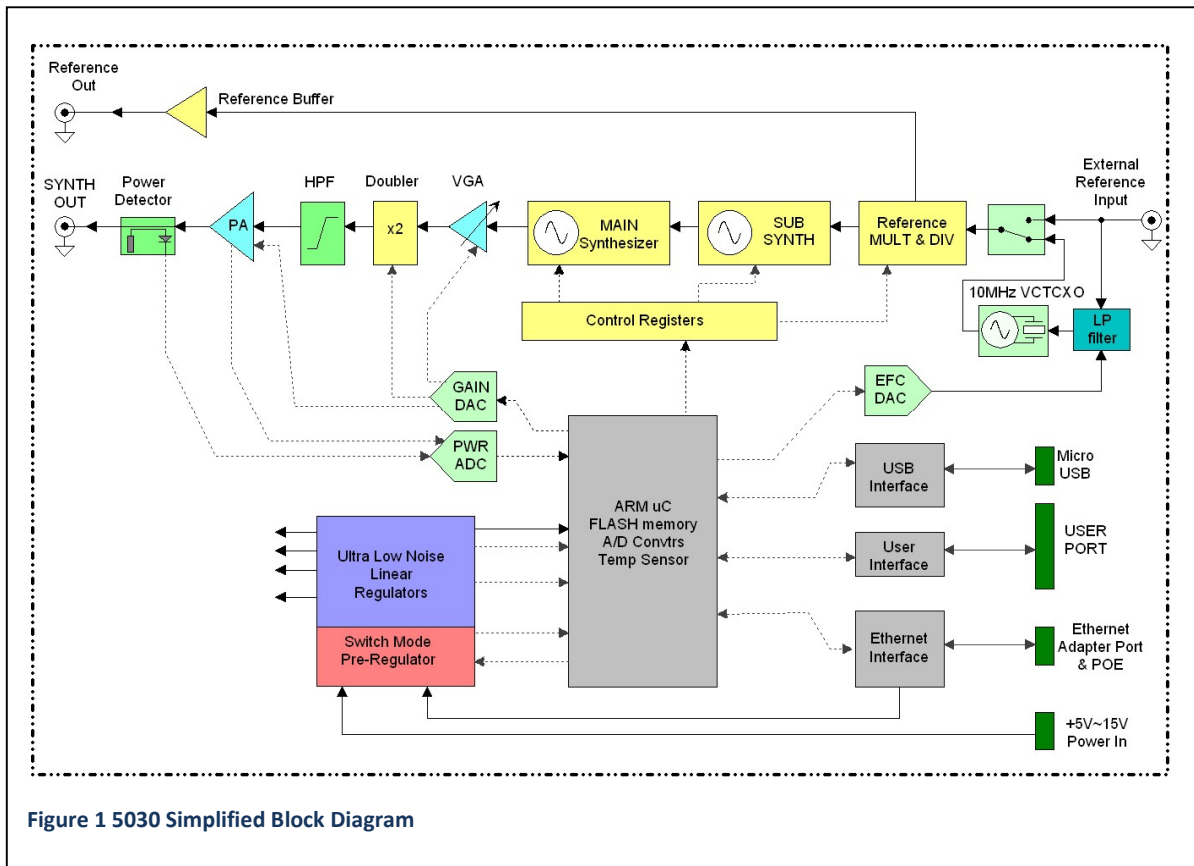 Reference
Out
Reference Buffer
SYNTH
OUT
Power
Detector
PA
HPF
Doubler
x2
VGA
MAIN
Synthesizer
SUB
SYNTH
Reference
MULT & DIV
External
Reference
Input
10MHz VCTCXO
LP
filter
Control Registers
GAIN
DAC
EFC
DAC
PWR
ADC
ARM uC
FLASH memory
A/D Convtrs
Temp Sensor
USB
Interface
Micro
USB
User
Interface
USER
PORT
Ultra Low Noise
Linear
Regulators
Switch Mode
Pre-Regulator
Ethernet
Interface
Ethernet
Adapter Port
& POE
+5V~15V
Power In
Figure 1 5030 Simplified Block Diagram